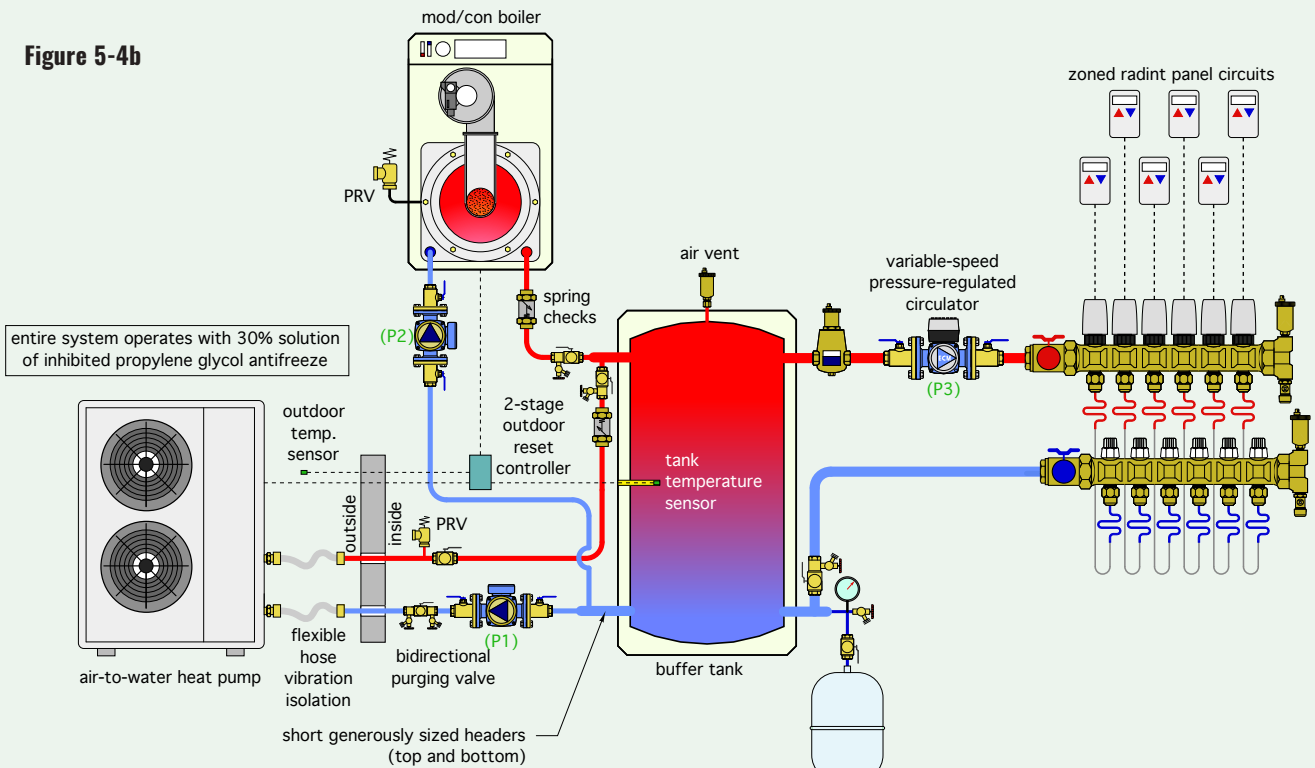 Figure 5-4b
mod/con boiler
zoned radint panel circuits
PRV
air vent
variable-speed
pressure-regulated
circulator
spring
checks
(P2)
entire system operates with 30% solution
of inhibited propylene glycol antifreeze
ECM
(P3)
outdoor
temp.
sensor
2-stage
outdoor
reset
controller
tank
temperature
sensor
outside
inside
PRV
(P1)
flexible
hose
vibration
isolation
bidirectional
purging valve
air-to-water heat pump
buffer tank
short generously sized headers
(top and bottom)